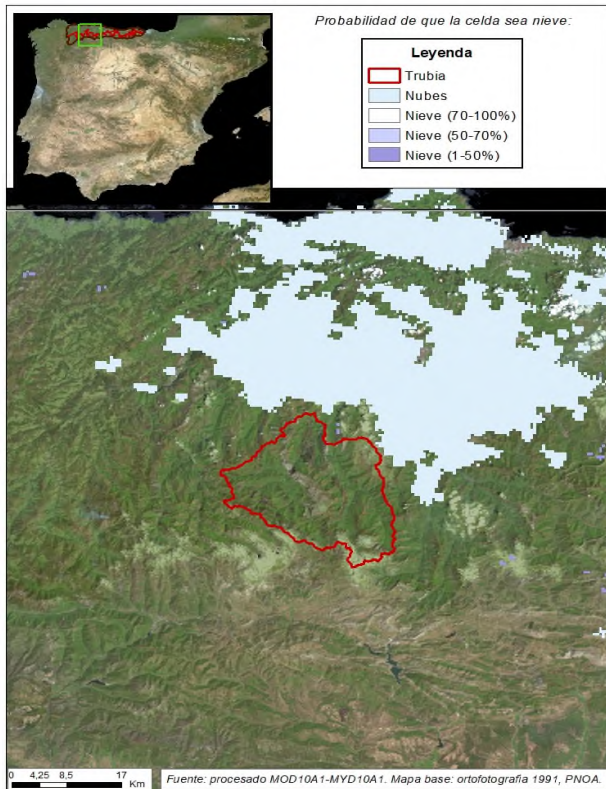 Probabilidad de que la celda sea nieve:
Leyenda
Trubia
Nubes
Nieve (70-100%)
Nieve (50-70%)
Nieve (1-50%)
0 4,25 8,5 17
Km
Fuente: procesado MOD10A1-MYD10A1. Mapa base: ortofotografia 1991, PNOA.